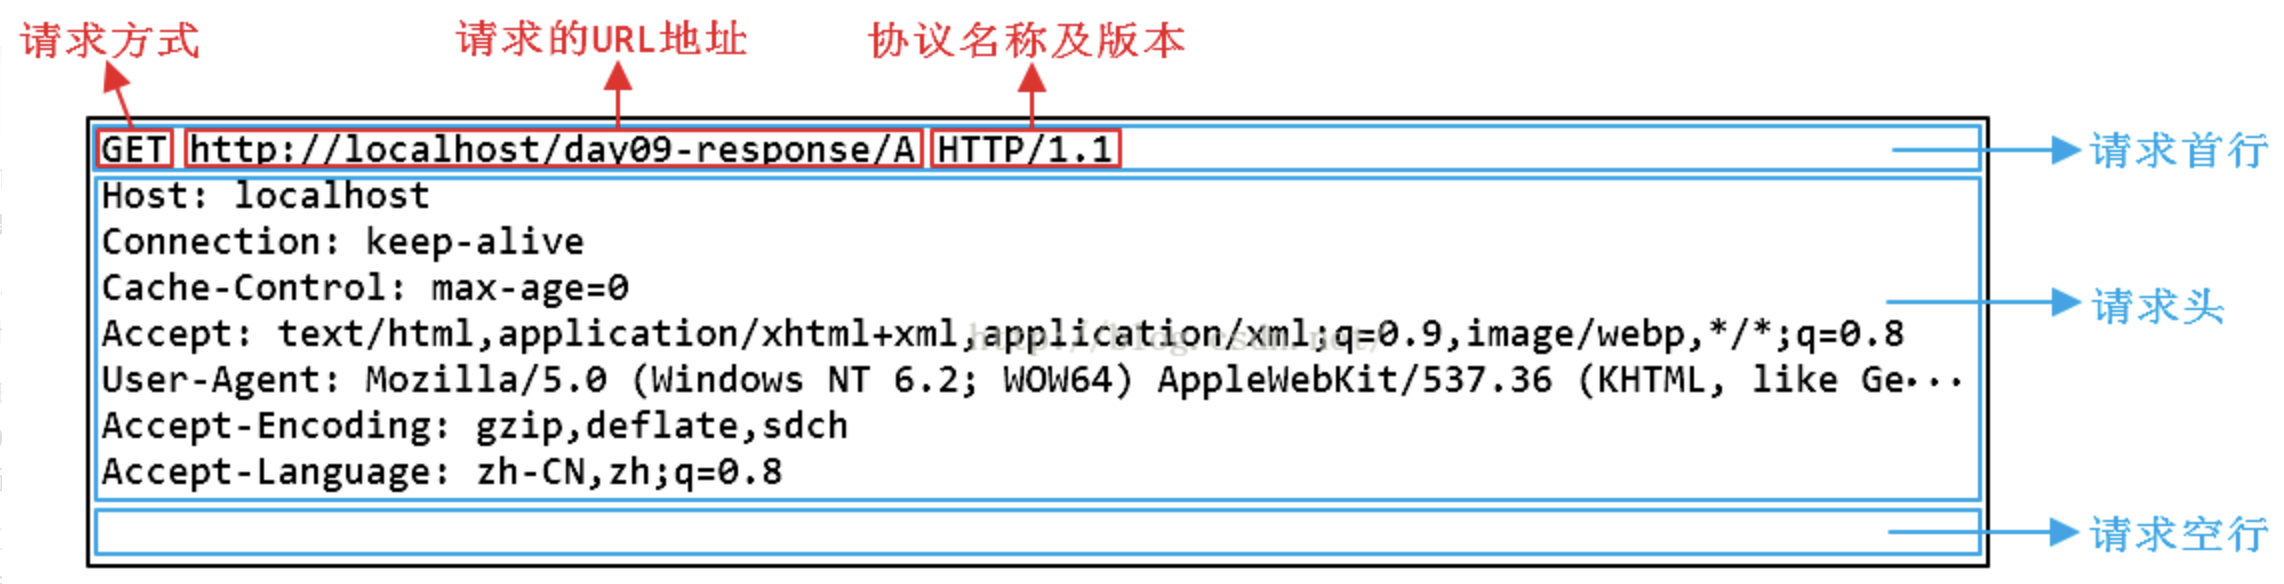 请求方式 请求的URL地址 协议名称及版本
GET http://localhost/day09-response/A HTTP/1.1 请求首行
Host: localhost
Connection: keep-alive
Cache-Control: max-age=0
请求头
Accept: text/html,application/xhtml+xml,application/xml;q=0.9,image/webp,*/*;q=0.8
http://blog.csdn.net/
User-Agent: Mozilla/5.0 (Windows NT 6.2; WOW64) AppleWebKit/537.36 (KHTML, like Ge···
Accept-Encoding: gzip,deflate,sdch
Accept-Language: zh-CN,zh;q=0.8
请求空行